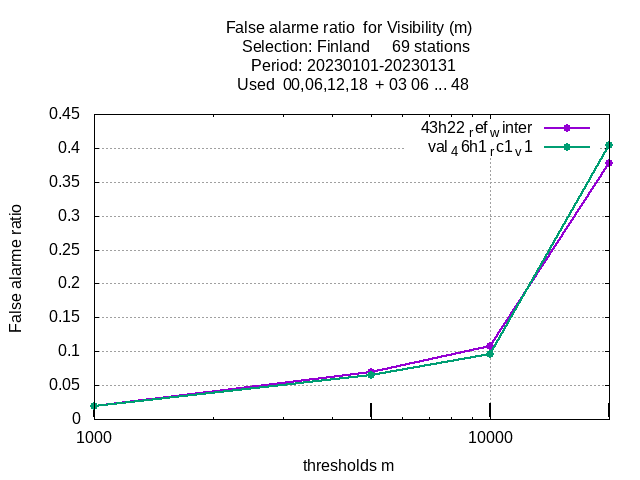 False alarme ratio for Visibility (m)
Selection: Finland 69 stations
Period: 20230101-20230131
Used 00,06,12,18 + 03 06 ... 48
0.45
0.4
0.35
0.3
0.25
0.2
0.15
0.1
0.05
0
False alarme ratio
43h22refwinter
val46h1rc1v1
1000
10000
thresholds m